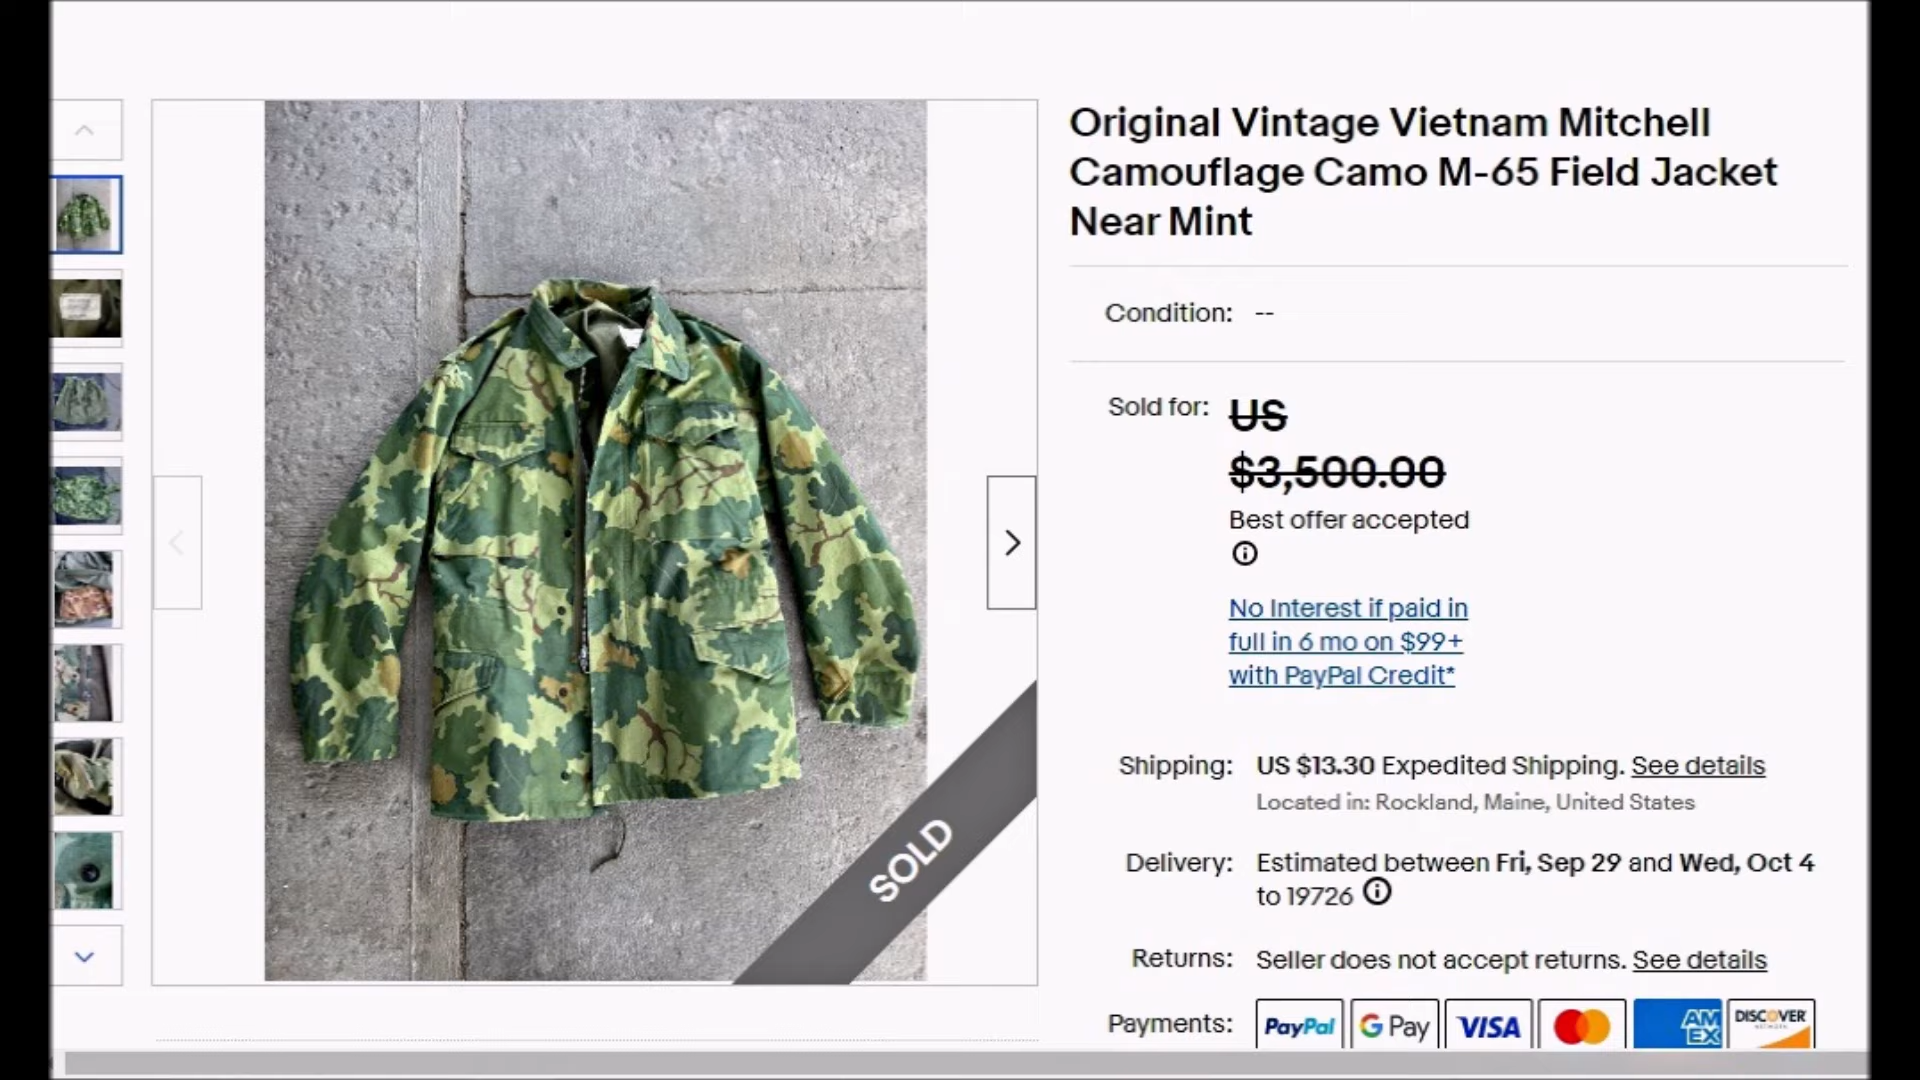 Original Vintage Vietnam Mitchell
Camouflage Camo M-65 Field Jacket
Near Mint
Condition: --
Sold for: US
$3,500.00
Best offer accepted
No Interest if paid in
full in 6 mo on $99+
with PayPal Credit*
Shipping: US $13.30 Expedited Shipping. See details
Located in: Rockland, Maine, United States
Delivery: Estimated between Fri, Sep 29 and Wed, Oct 4
to 19726
Returns: Seller does not accept returns. See details
Payments: PayPal G Pay VISA AM EX DISCOVER
SOLD